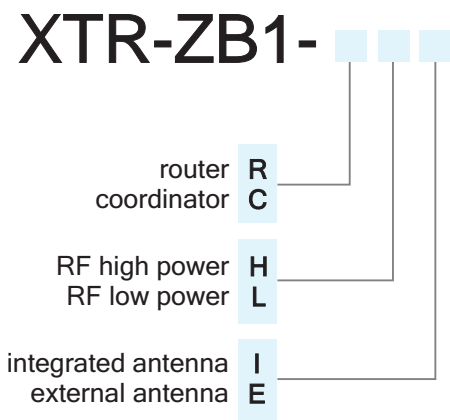 XTR-ZB1-
router R
coordinator C
RF high power H
RF low power L
integrated antenna I
external antenna E